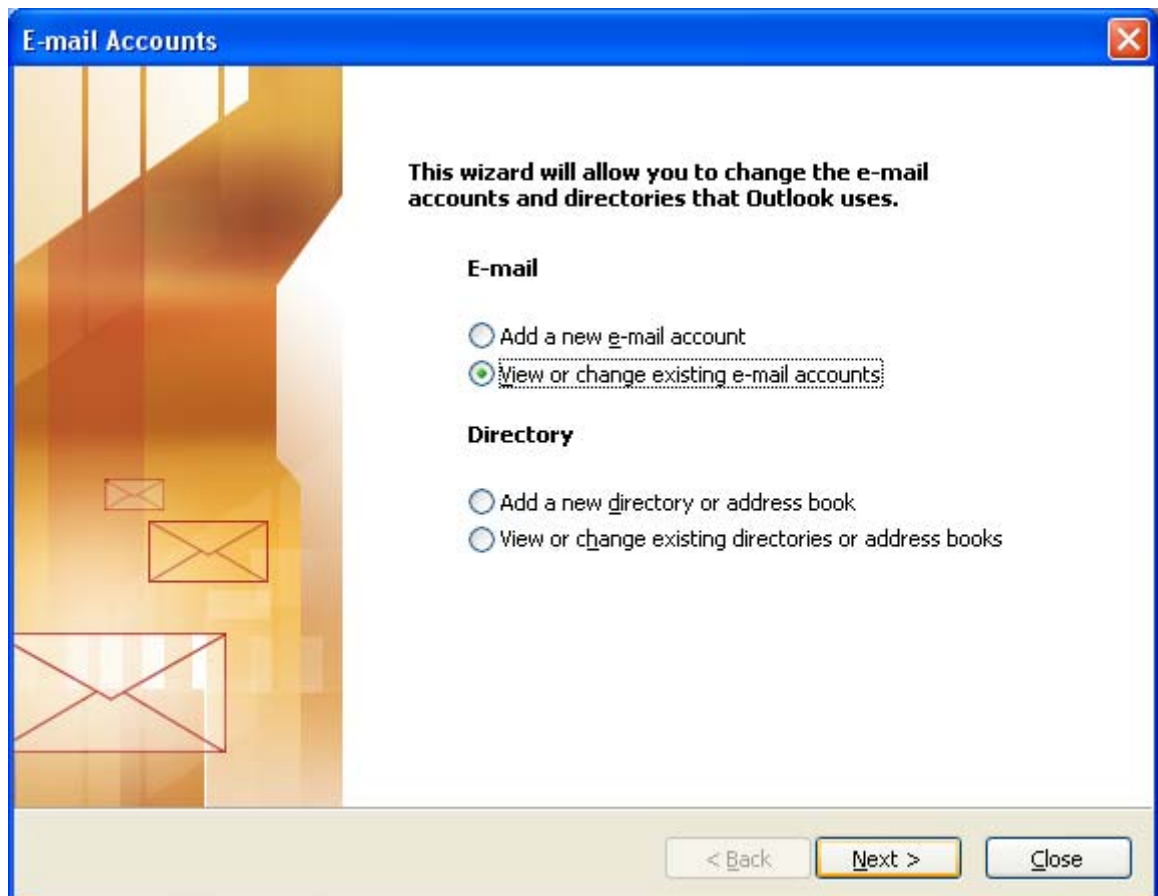 E-mail Accounts
This wizard will allow you to change the e-mail
accounts and directories that Outlook uses.
E-mail
Add a new e-mail account
View or change existing e-mail accounts
Directory
Add a new directory or address book
View or change existing directories or address books
< Back Next > Close